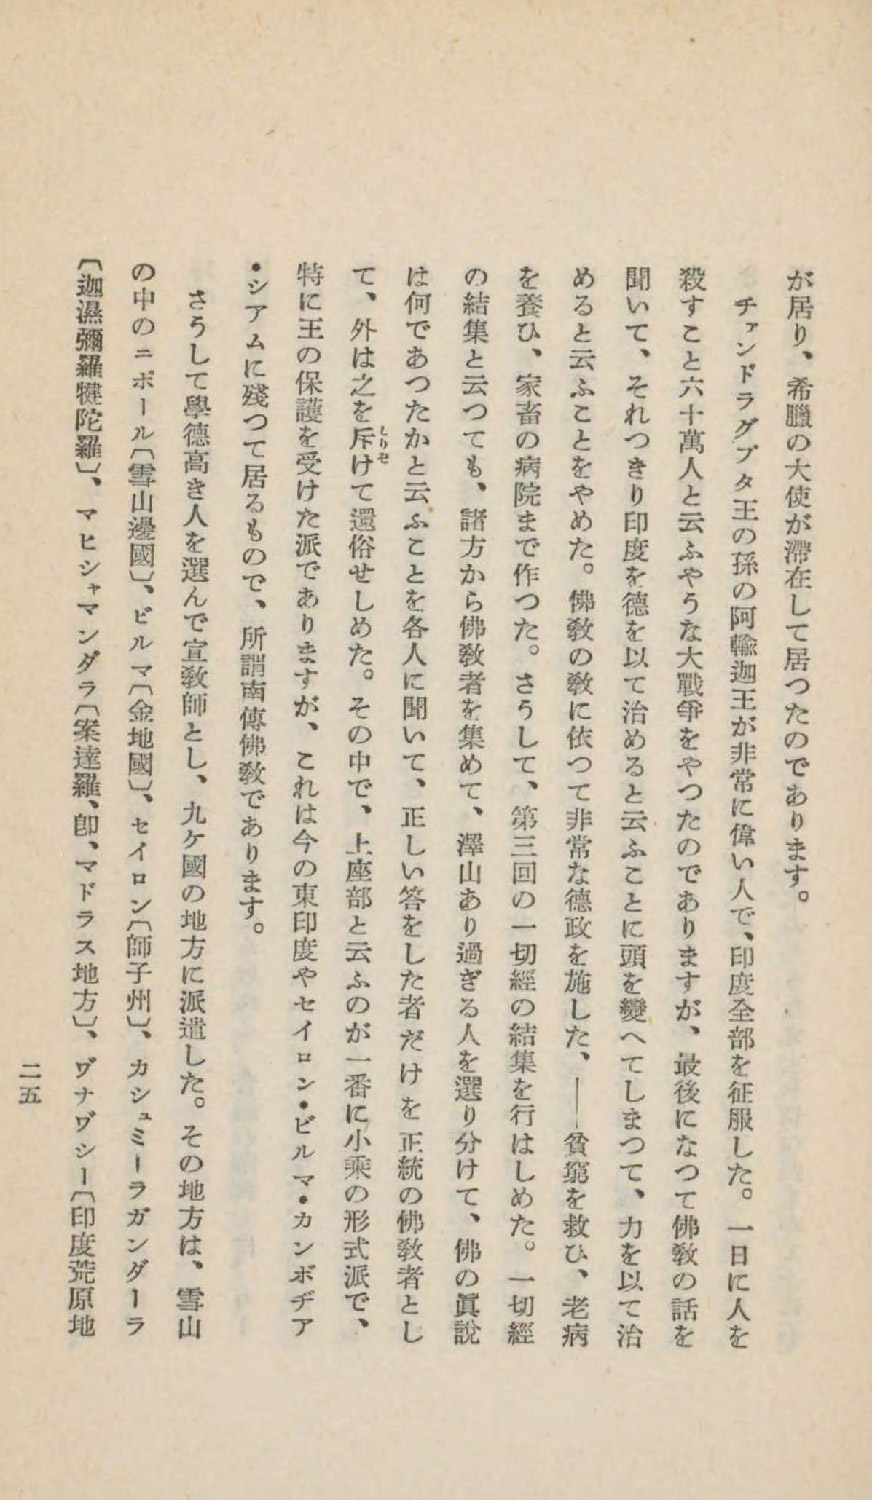 が居り、希臘の大使が滯在して居つたのであります。
チァンドラグプタ王の孫の阿輸迦王が非常に偉い人で、印度全部を征服した。一日に人を
殺すこと六十萬人と云ふやうな大戰爭をやつたのでありますが、最後になつて佛敎の話を
聞いて、それつきり印度を德を以て治めると云ふことに頭を變へてしまつて、力を以て治
めると云ふことをやめた。佛敎の敎に依つて非常な德政を施した、――貧窮を救ひ、老病
を養ひ、家畜の病院まで作つた。さうして、第三回の一切經の結集を行はしめた。一切經
の結集と云つても、諸方から佛敎者を集めて、澤山あり過ぎる人を選り分けて、佛の眞說
は何であつたかと云ふことを各人に聞いて、正しい答をした者だけを正統の佛敎者とし
て、外は之を斥けて還俗せしめた。その中で、上座部と云ふのが一番に小乘の形式派で、
特に王の保護を受けた派でありますが、これは今の東印度やセイロン・ビルマ・カンボヂア
・シアムに殘つて居るもので、所謂南傳佛敎であります。
さうして學德高き人を選んで宣敎師とし、九ケ國の地方に派遣した。その地方は、雪山
の中のニポール〔雪山邊國〕、ビルマ〔金地國〕、セイロン〔師子州〕、カシュミーラガンダーラ
〔迦濕彌羅犍陀羅〕、マヒシャマンダラ〔案達羅、卽、マドラス地方〕、ヷナヷシー〔印度荒原地
二五